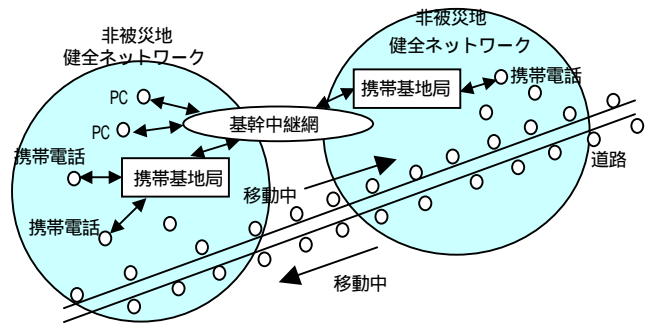 非被災地
健全ネットワーク
PC
PC
携帯電話
携帯基地局
携帯電話
基幹中継網
非被災地
健全ネットワーク
携帯基地局
携帯電話
道路
移動中
移動中